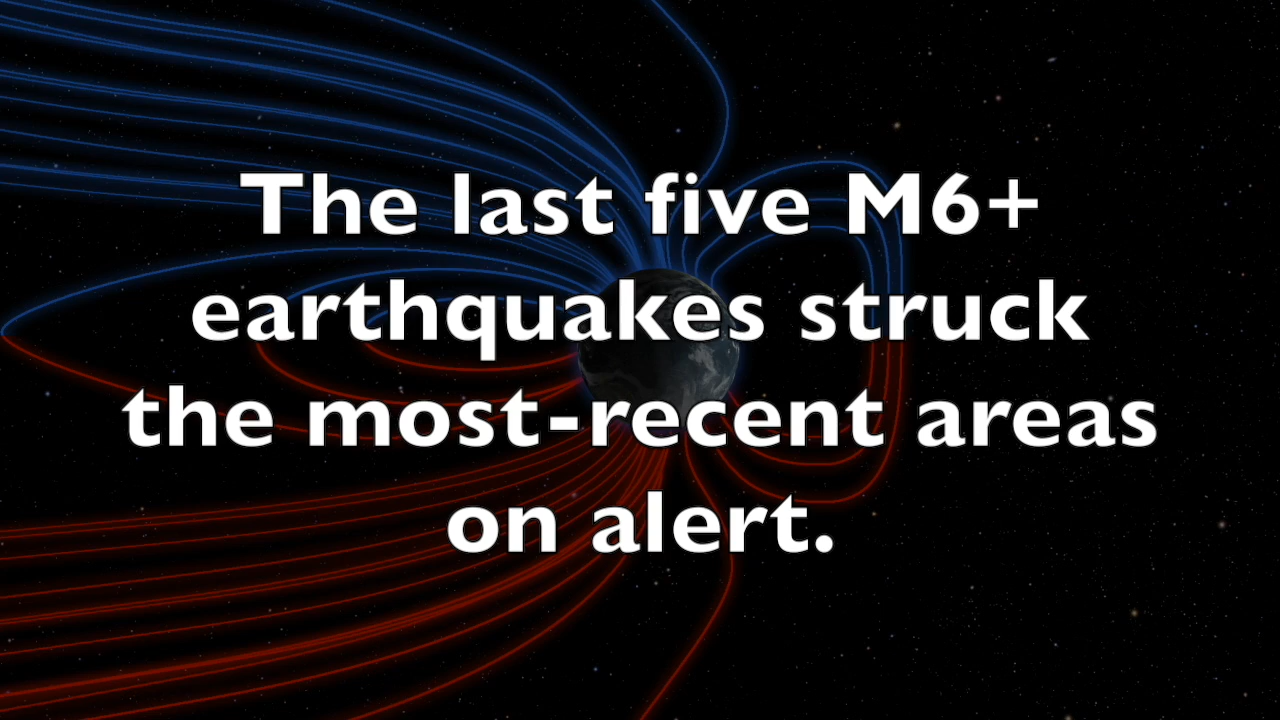 The last five M6+
earthquakes struck
the most-recent areas
on alert.